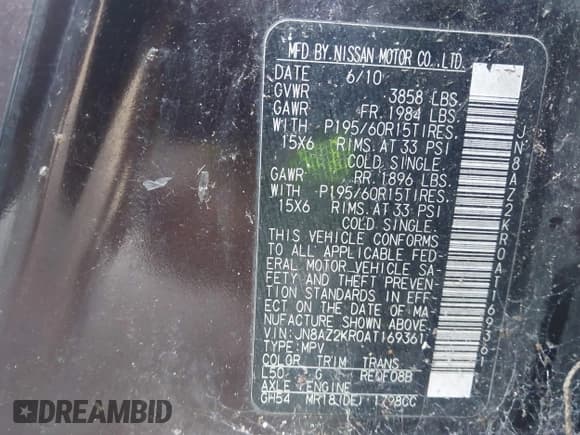 MFD BY NISSAN MOTOR CO.,LTD.
DATE 6/10
GVWR 3858 LBS.
GAWR FR. 1984 LBS.
WITH P195/60R15TIRES.
15X6 RIMS. AT 33 PSI
COLD. SINGLE.
GAWR RR. 1896 LBS.
WITH P195/60R15TIRES.
15X6 RIMS. AT 33 PSI
COLD. SINGLE.
THIS VEHICLE CONFORMS
TO ALL APPLICABLE FED-
ERAL MOTOR VEHICLE SA-
FETY AND THEFT PREVEN
TION STANDARDS IN EFF-
ECT ON THE DATE OF MA-
NUFACTURE SHOWN ABOVE.
VIN:JN8AZ2KR0AT169361
TYPE:MPV
COLOR TRIM TRANS
L50 G RE0F08B
AXLE ENGINE
GH54 MR18(DE) 1798CC
JN8AZ2KR0AT169361
DREAMBID
.COM